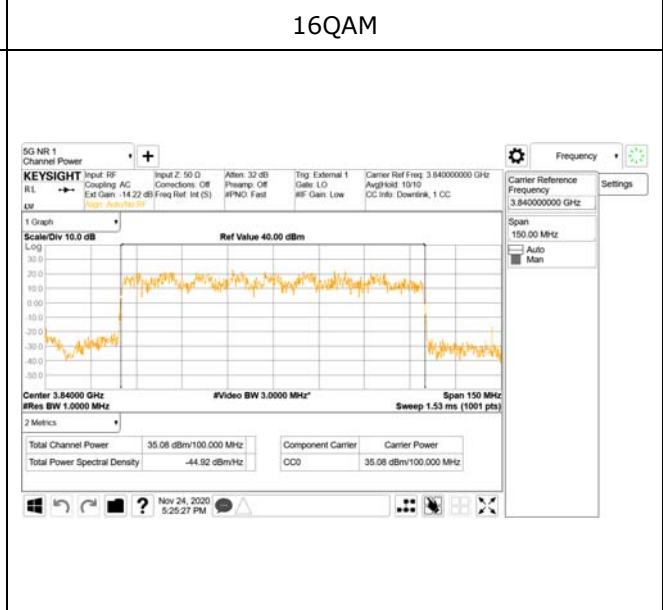 16QAM
5G NR 1
Channel Power
Frequency
KEYSIGHT
RL
Input: RF
Coupling: AC
Ext Gain: -14.22 dB
Align: Auto/No RF
Input Z: 50 Ω
Corrections: Off
Freq Ref: Int (S)
Atten: 32 dB
Preamp: Off
#PNO: Fast
Trig: External 1
Gate: LO
#IF Gain: Low
Carrier Ref Freq: 3.840000000 GHz
Avg|Hold: 10/10
CC Info: Downlink, 1 CC
Carrier Reference
Frequency
3.840000000 GHz
Settings
Span
150.00 MHz
Auto
Man
1 Graph
Scale/Div 10.0 dB
Ref Value 40.00 dBm
Log
30.0
20.0
10.0
0.00
-10.0
-20.0
-30.0
-40.0
-50.0
Center 3.84000 GHz
#Video BW 3.0000 MHz*
Span 150 MHz
#Res BW 1.0000 MHz
Sweep 1.53 ms (1001 pts)
2 Metrics
Total Channel Power 35.08 dBm/100.000 MHz
Component Carrier Carrier Power
Total Power Spectral Density -44.92 dBm/Hz
CC0 35.08 dBm/100.000 MHz
Nov 24, 2020
5:25:27 PM